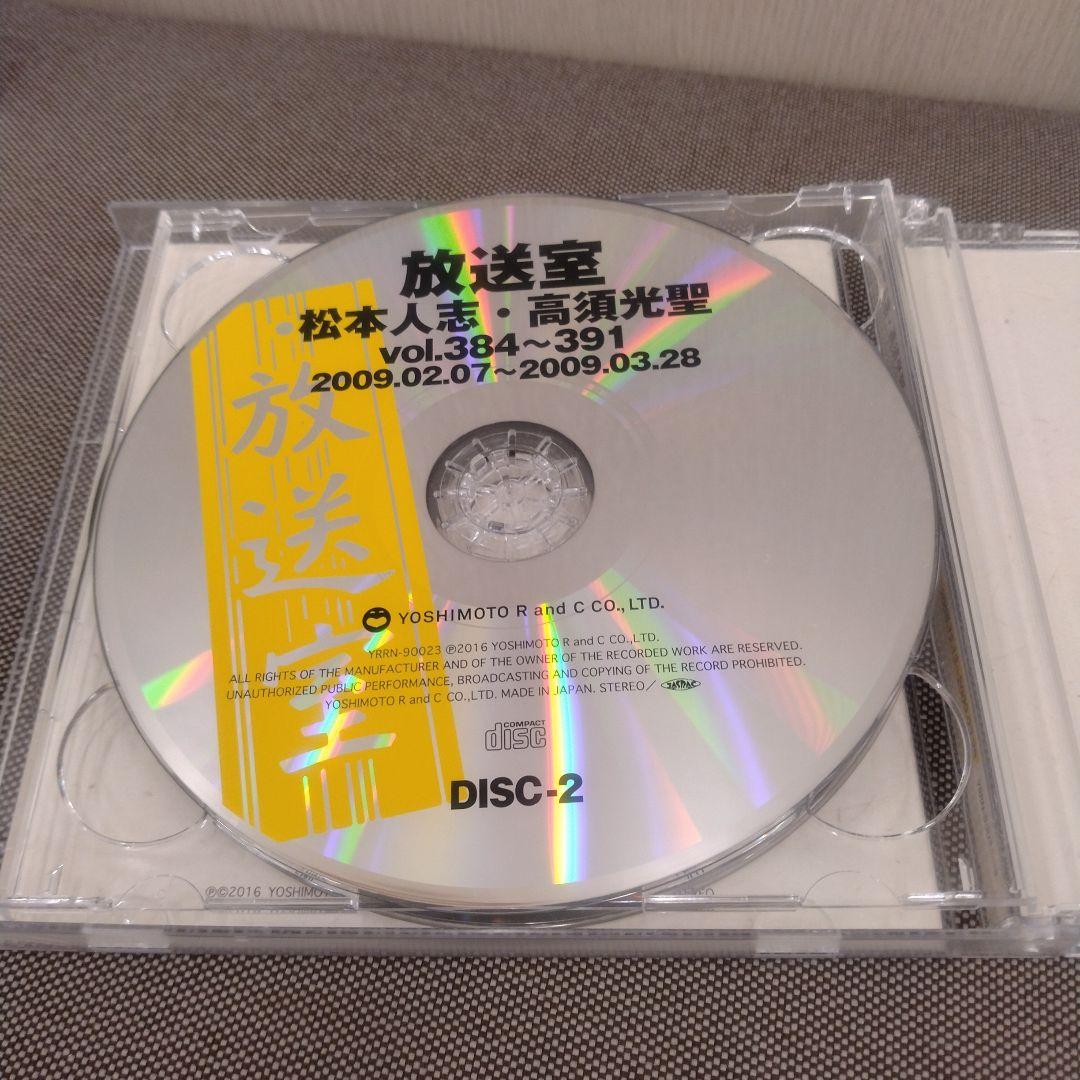 放送室
松本人志・高須光聖
vol.384～391
2009.02.07～2009.03.28
放送室
YOSHIMOTO R and C CO., LTD.
YRRN-90023 ℗2016 YOSHIMOTO R and C CO.,LTD.
ALL RIGHTS OF THE MANUFACTURER AND OF THE OWNER OF THE RECORDED WORK ARE RESERVED.
UNAUTHORIZED PUBLIC PERFORMANCE, BROADCASTING AND COPYING OF THE RECORD PROHIBITED.
YOSHIMOTO R and C CO.,LTD. MADE IN JAPAN. STEREO/ JASRAC
COMPACT
disc
DISC-2
℗©2016 YOSHIMO